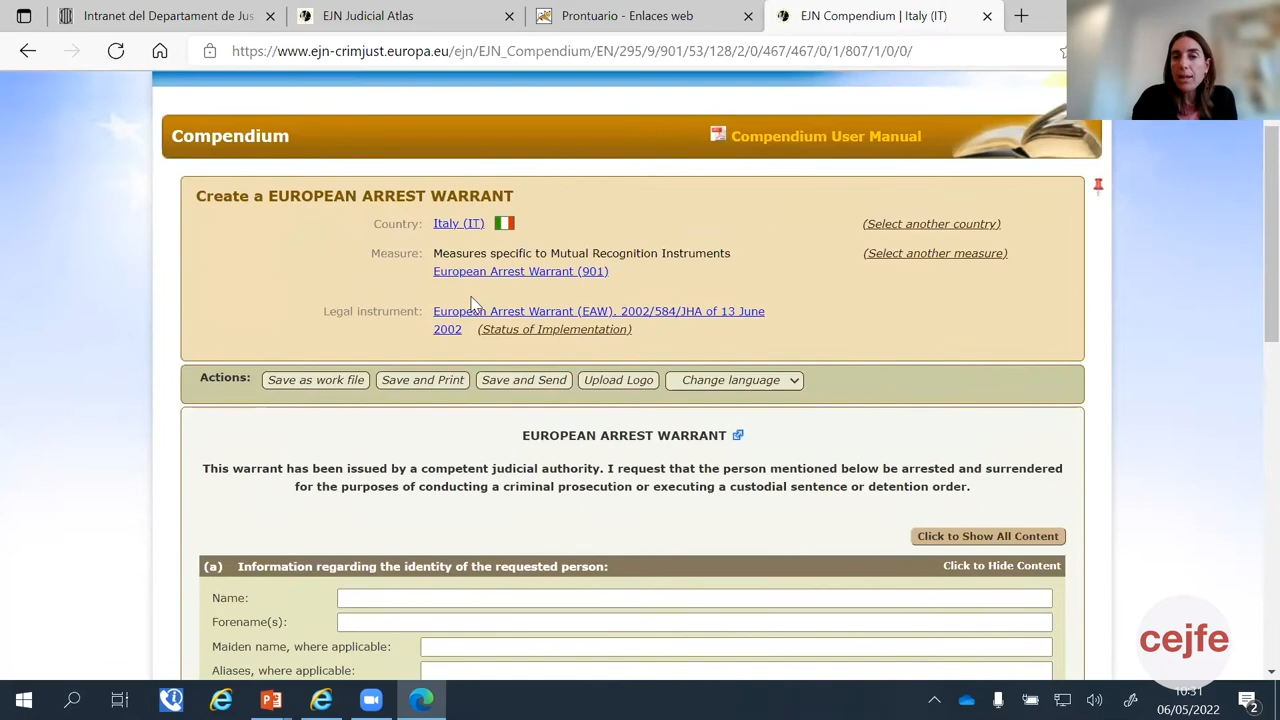 Intranet del Departament de Jus
EJN Judicial Atlas
Prontuario - Enlaces web
EJN Compendium | Italy (IT)
https://www.ejn-crimjust.europa.eu/ejn/EJN_Compendium/EN/295/9/901/53/128/2/0/467/467/0/1/807/1/0/0/
Compendium
Compendium User Manual
Create a EUROPEAN ARREST WARRANT
Country: Italy (IT) (Select another country)
Measure: Measures specific to Mutual Recognition Instruments (Select another measure)
European Arrest Warrant (901)
Legal instrument: European Arrest Warrant (EAW), 2002/584/JHA of 13 June
2002 (Status of Implementation)
Actions: Save as work file Save and Print Save and Send Upload Logo Change language
EUROPEAN ARREST WARRANT
This warrant has been issued by a competent judicial authority. I request that the person mentioned below be arrested and surrendered
for the purposes of conducting a criminal prosecution or executing a custodial sentence or detention order.
Click to Show All Content
(a) Information regarding the identity of the requested person: Click to Hide Content
Name:
Forename(s):
Maiden name, where applicable:
Aliases, where applicable:
cejfe
10:31
06/05/2022
2